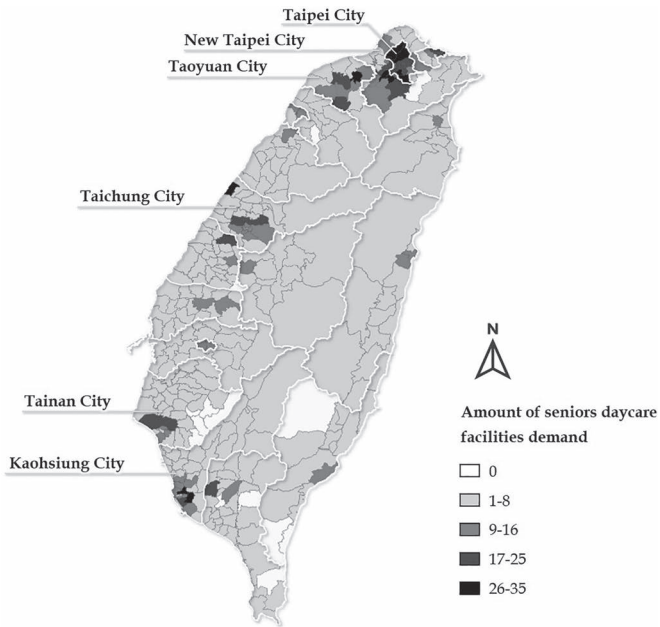 Taipei City
New Taipei City
Taoyuan City
Taichung City
Tainan City
Kaohsiung City
N
Amount of seniors daycare
facilities demand
0
1-8
9-16
17-25
26-35